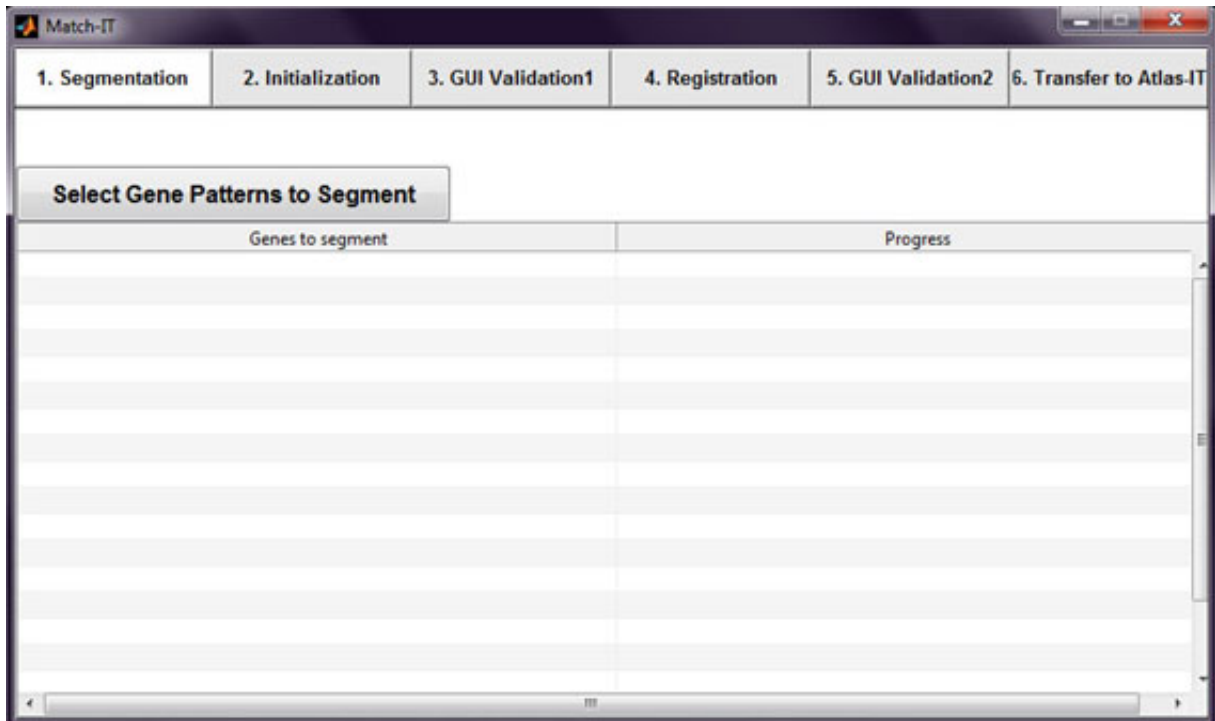 Match-IT
1. Segmentation 2. Initialization 3. GUI Validation1 4. Registration 5. GUI Validation2 6. Transfer to Atlas-IT
Select Gene Patterns to Segment
Genes to segment Progress